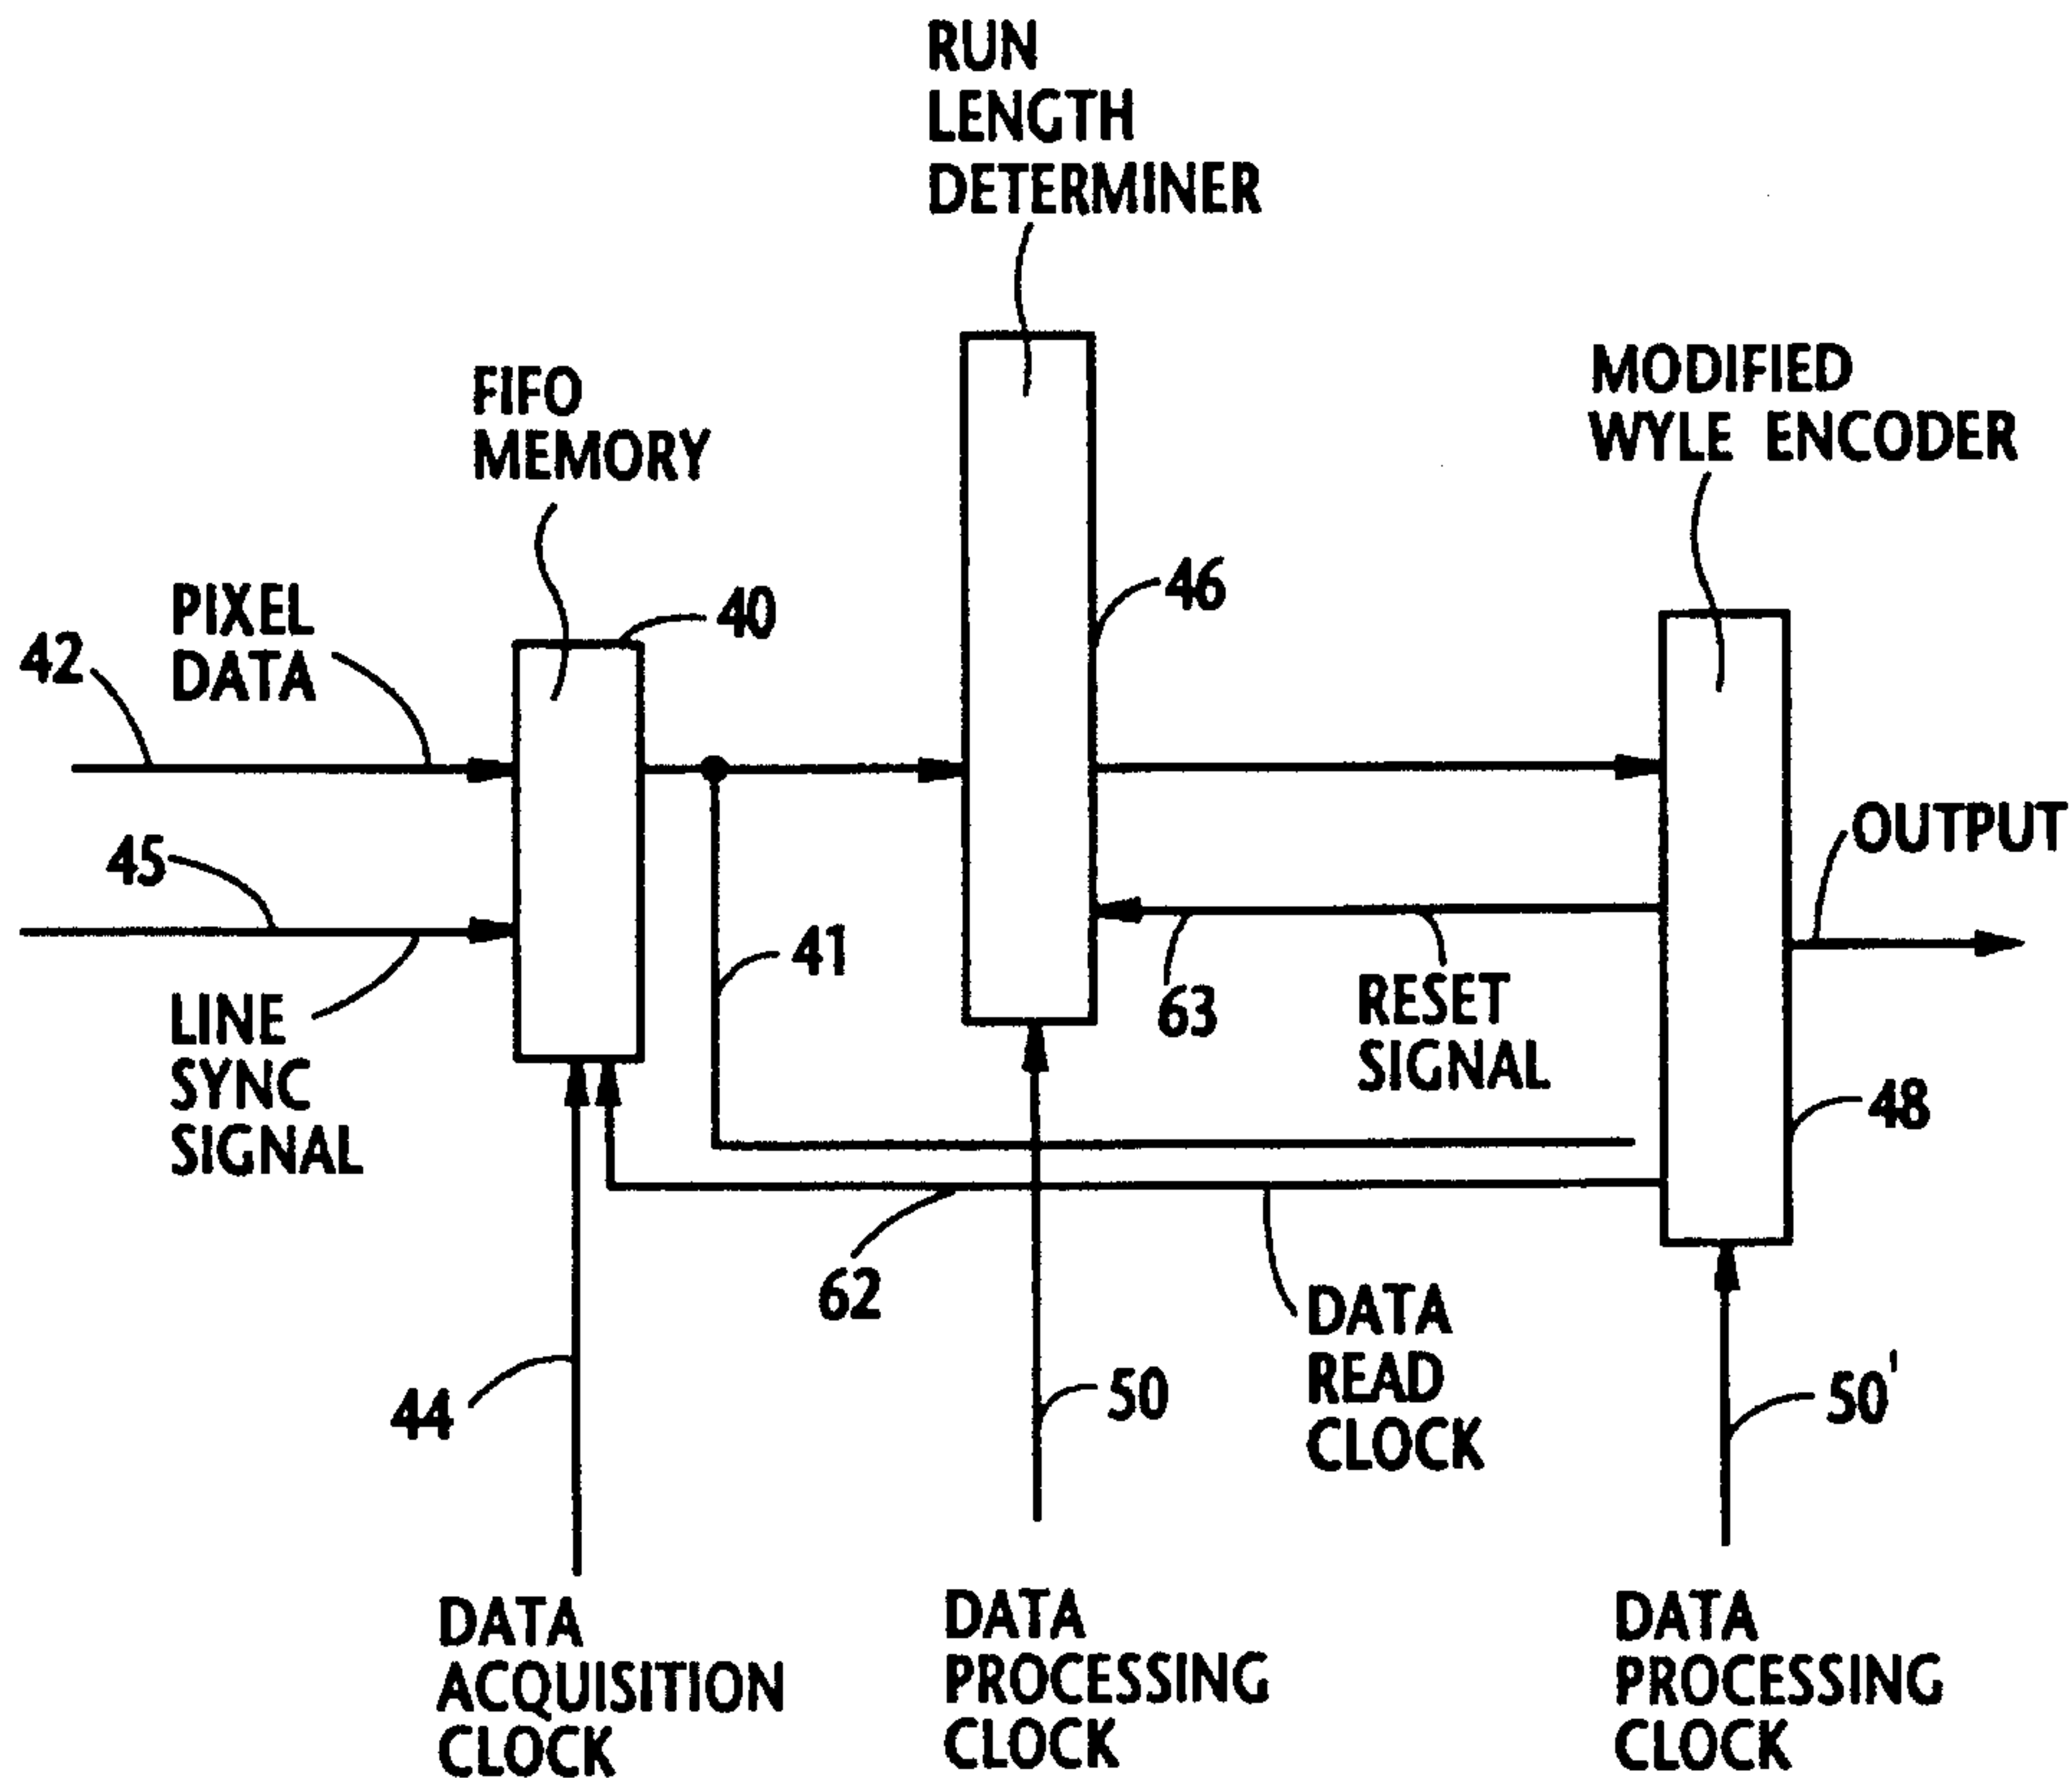 RUN
LENGTH
DETERMINER
FIFO
MEMORY
MODIFIED
WYLE ENCODER
46
40
PIXEL
DATA
42
45
OUTPUT
41
63
RESET
SIGNAL
LINE
SYNC
SIGNAL
48
62
DATA
READ
CLOCK
44
50
50'
DATA
ACQUISITION
CLOCK
DATA
PROCESSING
CLOCK
DATA
PROCESSING
CLOCK